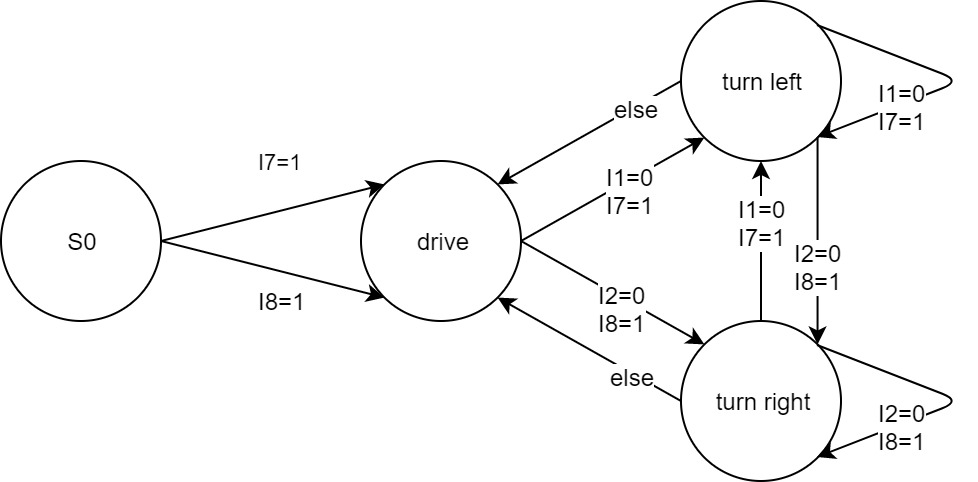 turn left
I1=0
I7=1
else
I7=1
I1=0
I7=1
I1=0
I7=1
S0
drive
I2=0
I8=1
I8=1
I2=0
I8=1
else
turn right
I2=0
I8=1